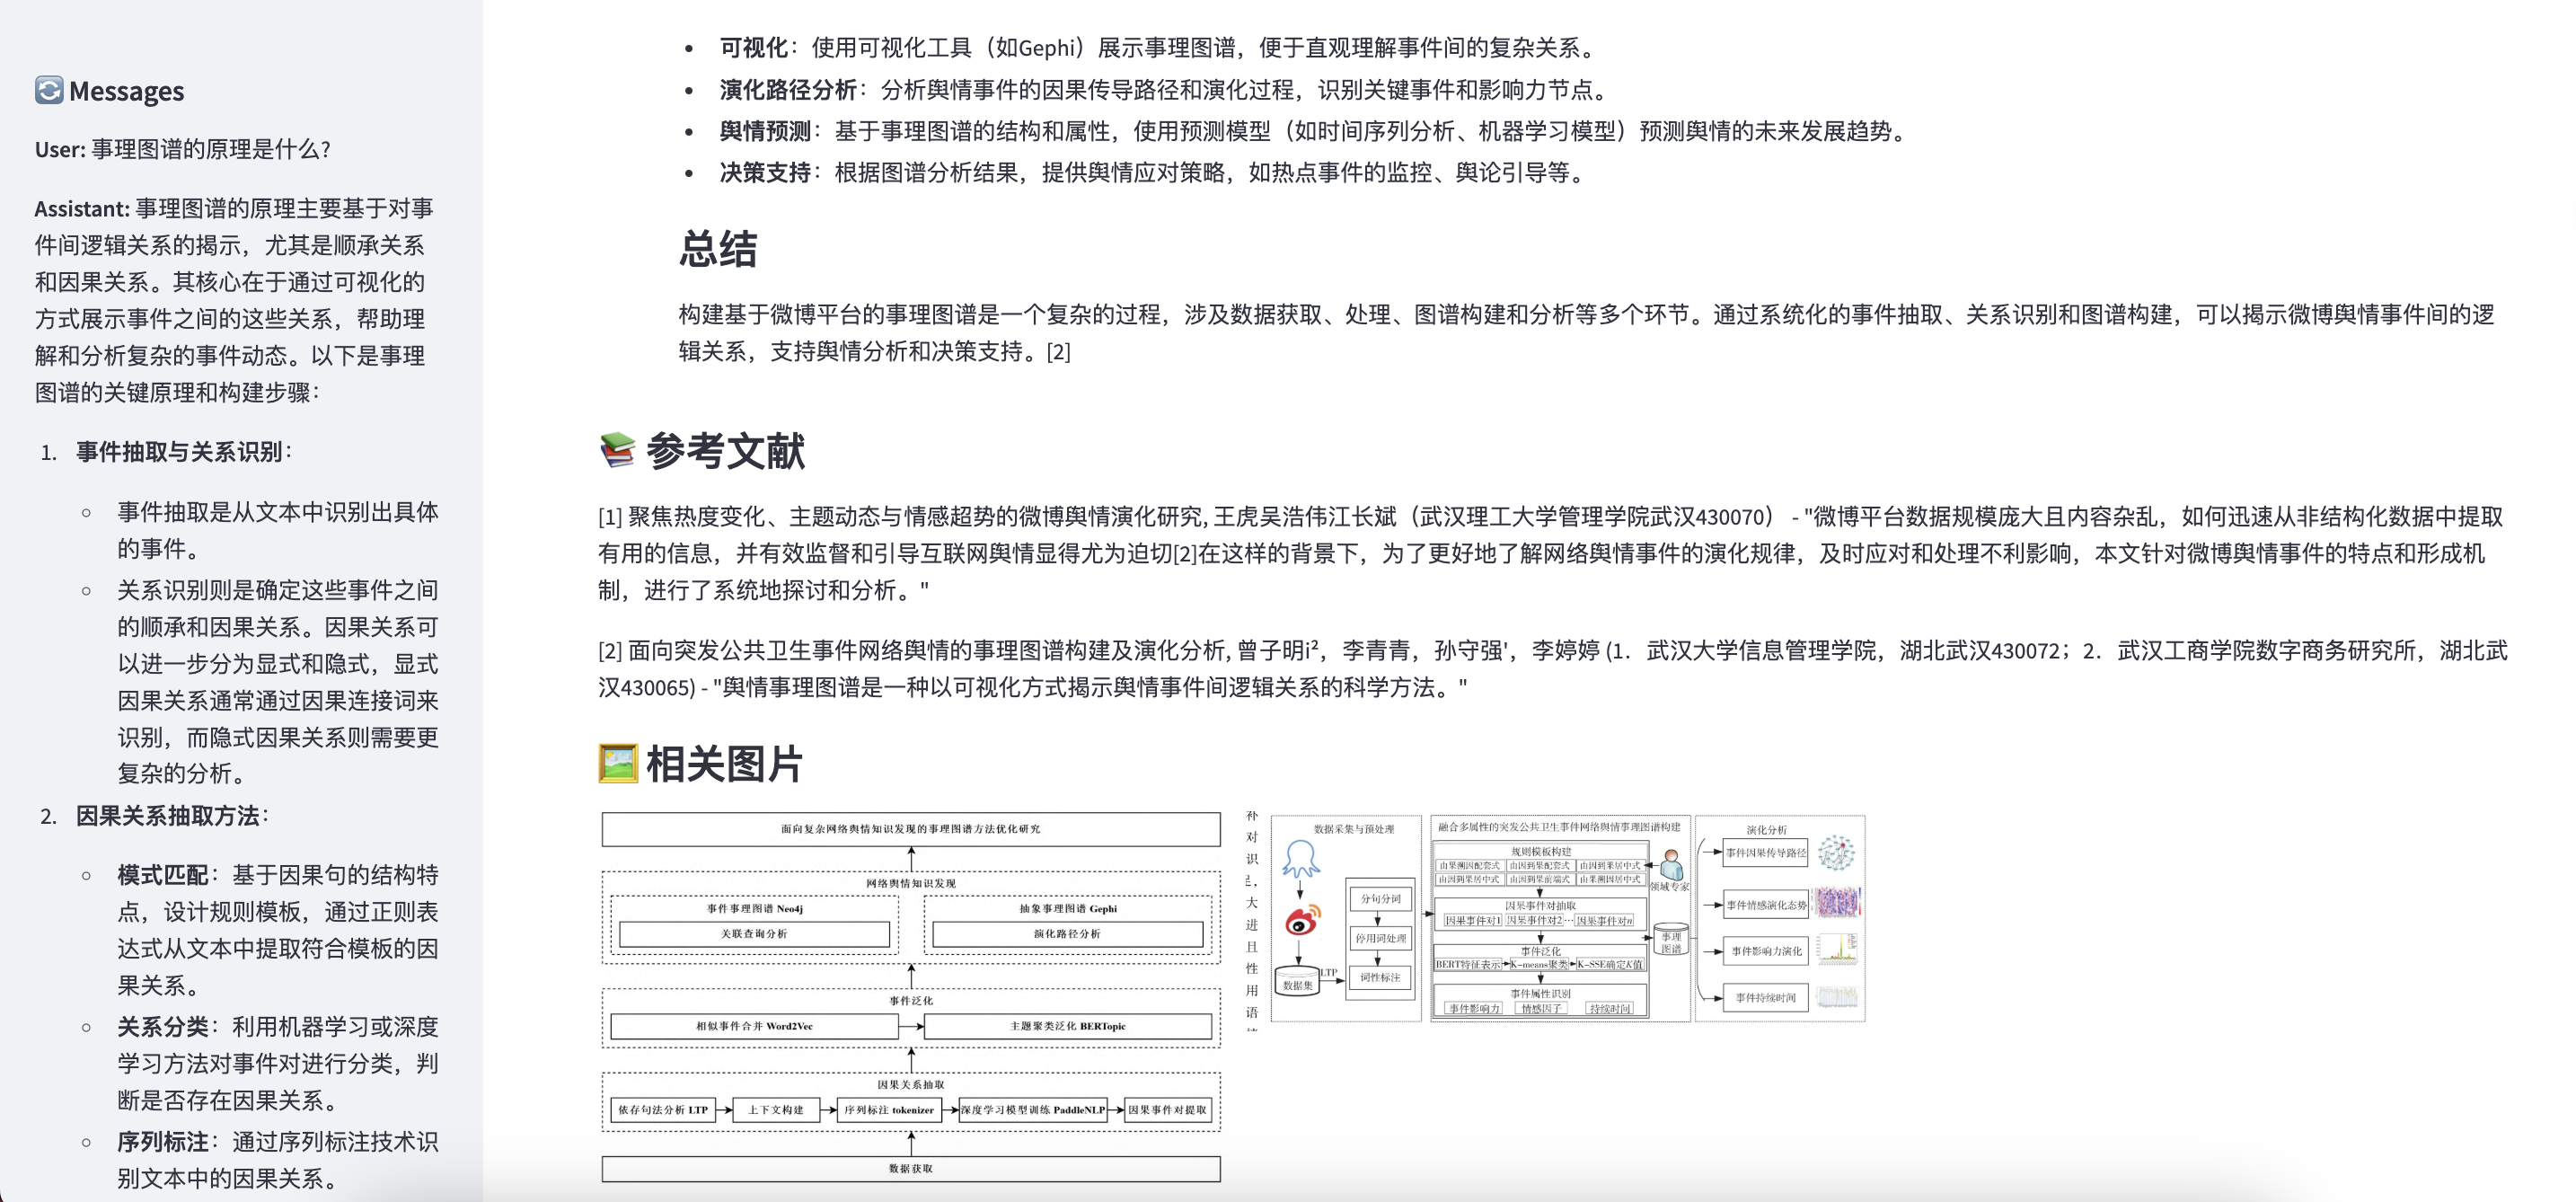 Messages
User: 事理图谱的原理是什么?
Assistant: 事理图谱的原理主要基于对事
件间逻辑关系的揭示，尤其是顺承关系
和因果关系。其核心在于通过可视化的
方式展示事件之间的这些关系，帮助理
解和分析复杂的事件动态。以下是事理
图谱的关键原理和构建步骤：
1. 事件抽取与关系识别：
事件抽取是从文本中识别出具体
的事件。
关系识别则是确定这些事件之间
的顺承和因果关系。因果关系可
以进一步分为显式和隐式，显式
因果关系通常通过因果连接词来
识别，而隐式因果关系则需要更
复杂的分析。
2. 因果关系抽取方法：
模式匹配：基于因果句的结构特
点，设计规则模板，通过正则表
达式从文本中提取符合模板的因
果关系。
关系分类：利用机器学习或深度
学习方法对事件对进行分类，判
断是否存在因果关系。
序列标注：通过序列标注技术识
别文本中的因果关系。
可视化：使用可视化工具（如Gephi）展示事理图谱，便于直观理解事件间的复杂关系。
演化路径分析：分析舆情事件的因果传导路径和演化过程，识别关键事件和影响力节点。
舆情预测：基于事理图谱的结构和属性，使用预测模型（如时间序列分析、机器学习模型）预测舆情的未来发展趋势。
决策支持：根据图谱分析结果，提供舆情应对策略，如热点事件的监控、舆论引导等。
总结
构建基于微博平台的事理图谱是一个复杂的过程，涉及数据获取、处理、图谱构建和分析等多个环节。通过系统化的事件抽取、关系识别和图谱构建，可以揭示微博舆情事件间的逻
辑关系，支持舆情分析和决策支持。[2]
参考文献
[1] 聚焦热度变化、主题动态与情感超势的微博舆情演化研究, 王虎吴浩伟江长斌（武汉理工大学管理学院武汉430070） - "微博平台数据规模庞大且内容杂乱，如何迅速从非结构化数据中提取
有用的信息，并有效监督和引导互联网舆情显得尤为迫切[2]在这样的背景下，为了更好地了解网络舆情事件的演化规律，及时应对和处理不利影响，本文针对微博舆情事件的特点和形成机
制，进行了系统地探讨和分析。"
[2] 面向突发公共卫生事件网络舆情的事理图谱构建及演化分析, 曾子明i²，李青青，孙守强'，李婷婷 (1．武汉大学信息管理学院，湖北武汉430072；2．武汉工商学院数字商务研究所，湖北武
汉430065) - "舆情事理图谱是一种以可视化方式揭示舆情事件间逻辑关系的科学方法。"
相关图片
面向复杂网络舆情知识发现的事理图谱方法优化研究
网络舆情知识发现
事件事理图谱 Neo4j
抽象事理图谱 Gephi
关联查询分析
演化路径分析
事件泛化
相似事件合并 Word2Vec
主题聚类泛化 BERTopic
因果关系抽取
依存句法分析 LTP
上下文构建
序列标注 tokenizer
深度学习模型训练 PaddleNLP
因果事件对提取
数据获取
对
识
大
进
且
性
用
语
数据采集与预处理
数据集
LTP
分句分词
停用词处理
词性标注
融合多属性的突发公共卫生事件网络舆情事理图谱构建
规则模板构建
由果溯因配套式 由因到果配套式 由因到果居中式
由因到果居中式 由因到果前端式 由果溯因居中式
领域专家
因果事件对抽取
因果事件对1 因果事件对2 ··· 因果事件对n
事件泛化
BERT特征表示 K-means聚类 K-SSE确定K值
事件属性识别
事件影响力 情感因子 持续时间
事理
图谱
演化分析
事件因果传导路径
事件情感演化态势
事件影响力演化
事件持续时间